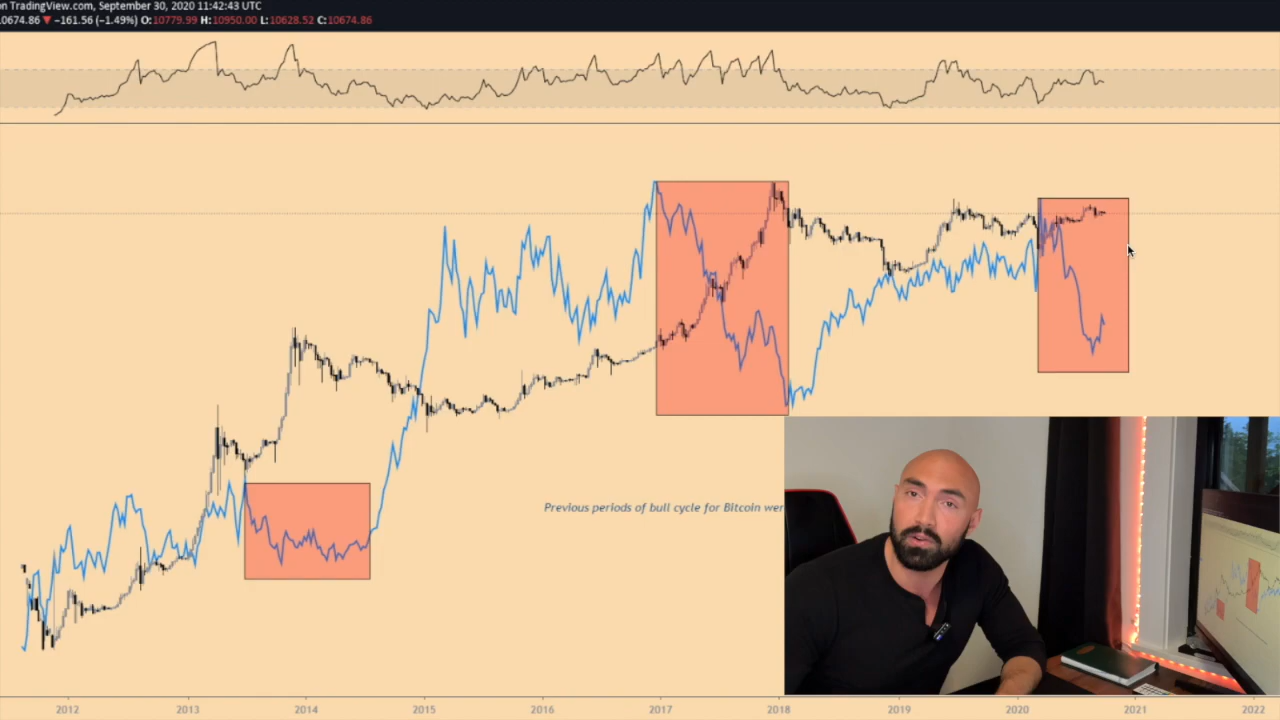 on TradingView.com, September 30, 2020 11:42:43 UTC
0674.86 ▼ −161.56 (−1.49%) O:10779.99 H:10950.00 L:10628.52 C:10674.86
Previous periods of bull cycle for Bitcoin wer
2012 2013 2014 2015 2016 2017 2018 2019 2020 2021 2022